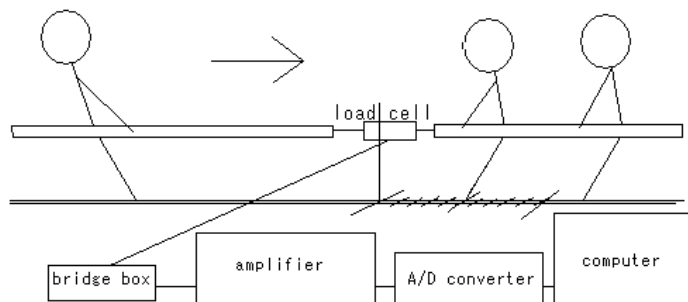 load cell
bridge box
amplifier
A/D converter
computer